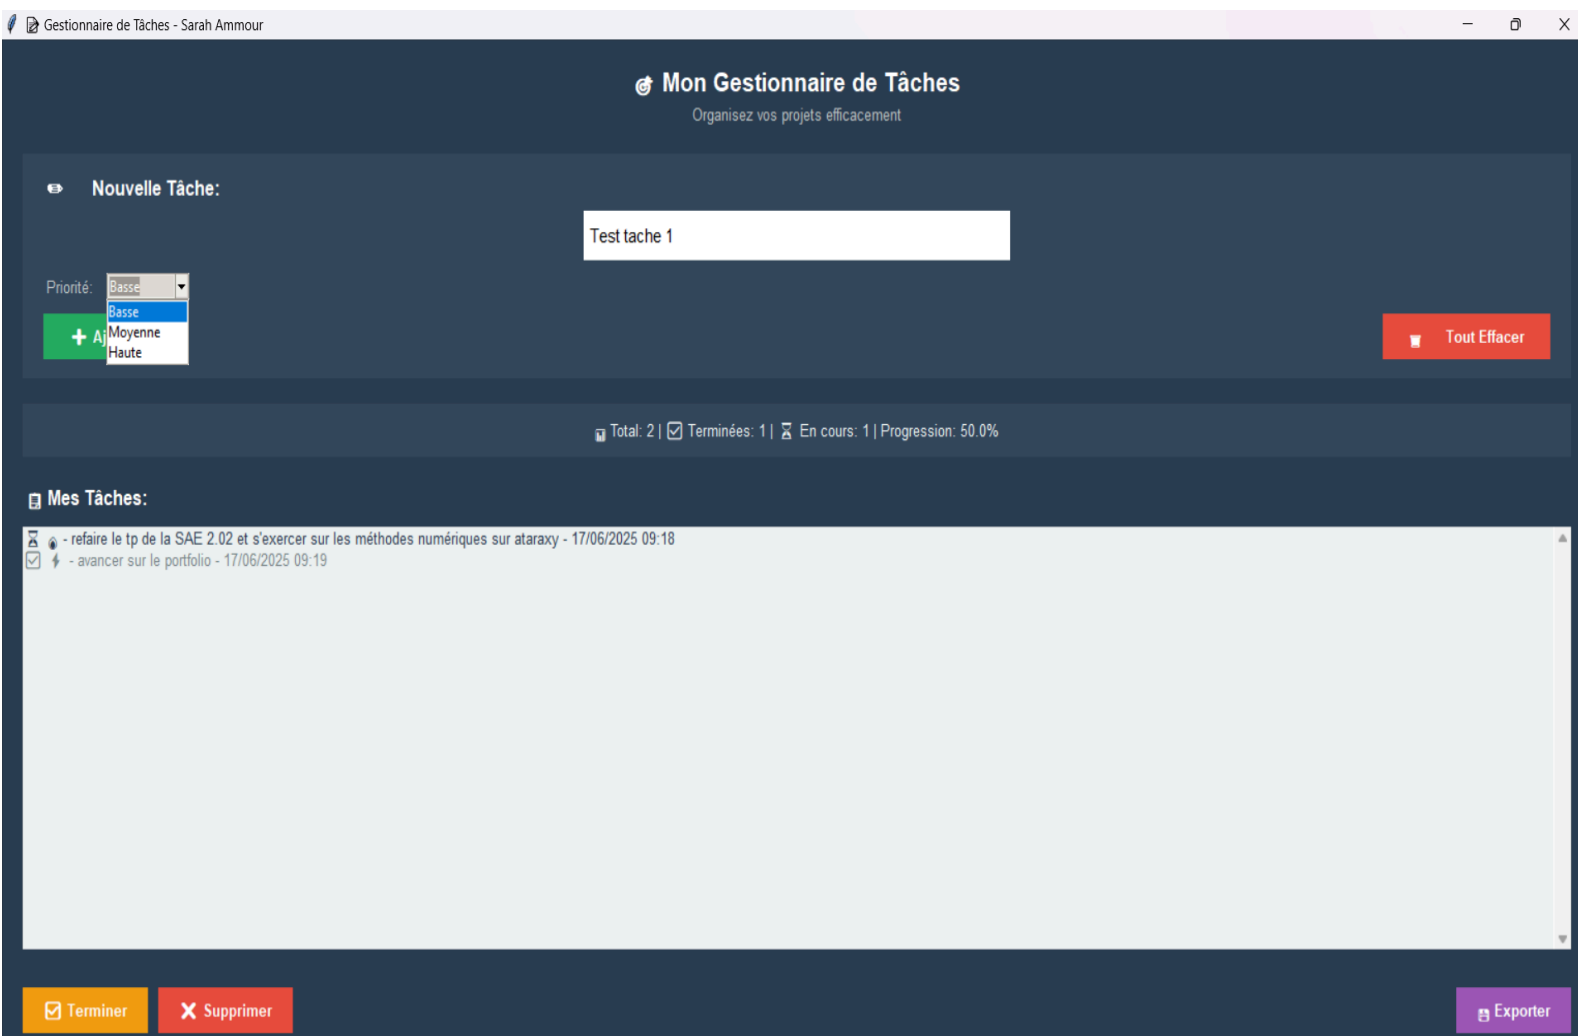 Gestionnaire de Tâches - Sarah Ammour
Mon Gestionnaire de Tâches
Organisez vos projets efficacement
Nouvelle Tâche:
Test tache 1
Priorité: Basse
Basse
Moyenne
Haute
Tout Effacer
Total: 2 | Terminées: 1 | En cours: 1 | Progression: 50.0%
Mes Tâches:
- refaire le tp de la SAE 2.02 et s'exercer sur les méthodes numériques sur ataraxy - 17/06/2025 09:18
- avancer sur le portfolio - 17/06/2025 09:19
Terminer
Supprimer
Exporter